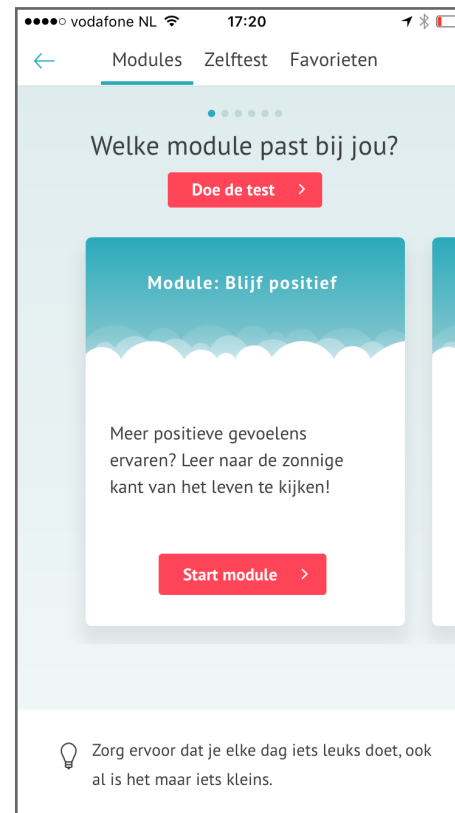 vodafone NL 17:20
Modules Zelftest Favorieten
Welke module past bij jou?
Doe de test
Module: Blijf positief
Meer positieve gevoelens
ervaren? Leer naar de zonnige
kant van het leven te kijken!
Start module
Zorg ervoor dat je elke dag iets leuks doet, ook
al is het maar iets kleins.